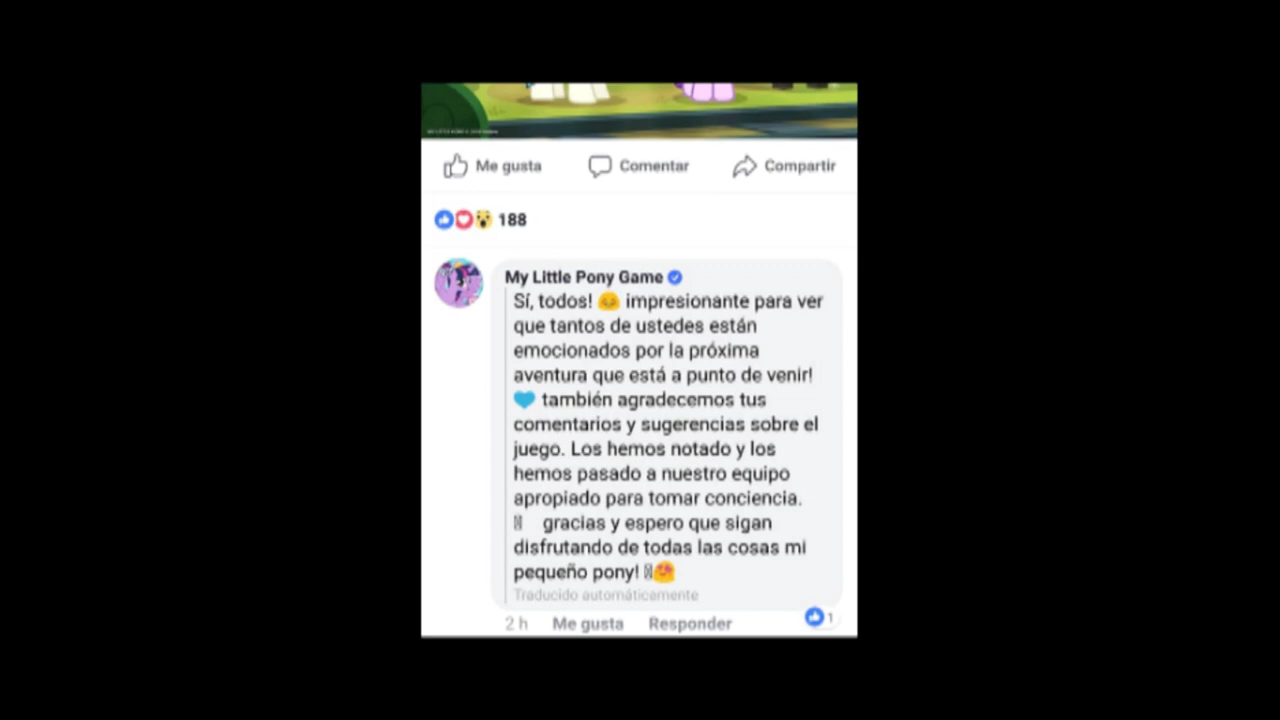 Me gusta
Comentar
Compartir
188
My Little Pony Game
Sí, todos! 😊 impresionante para ver
que tantos de ustedes están
emocionados por la próxima
aventura que está a punto de venir!
💙 también agradecemos tus
comentarios y sugerencias sobre el
juego. Los hemos notado y los
hemos pasado a nuestro equipo
apropiado para tomar conciencia.
gracias y espero que sigan
disfrutando de todas las cosas mi
pequeño pony! 😍
Traducido automáticamente
2 h Me gusta Responder 1